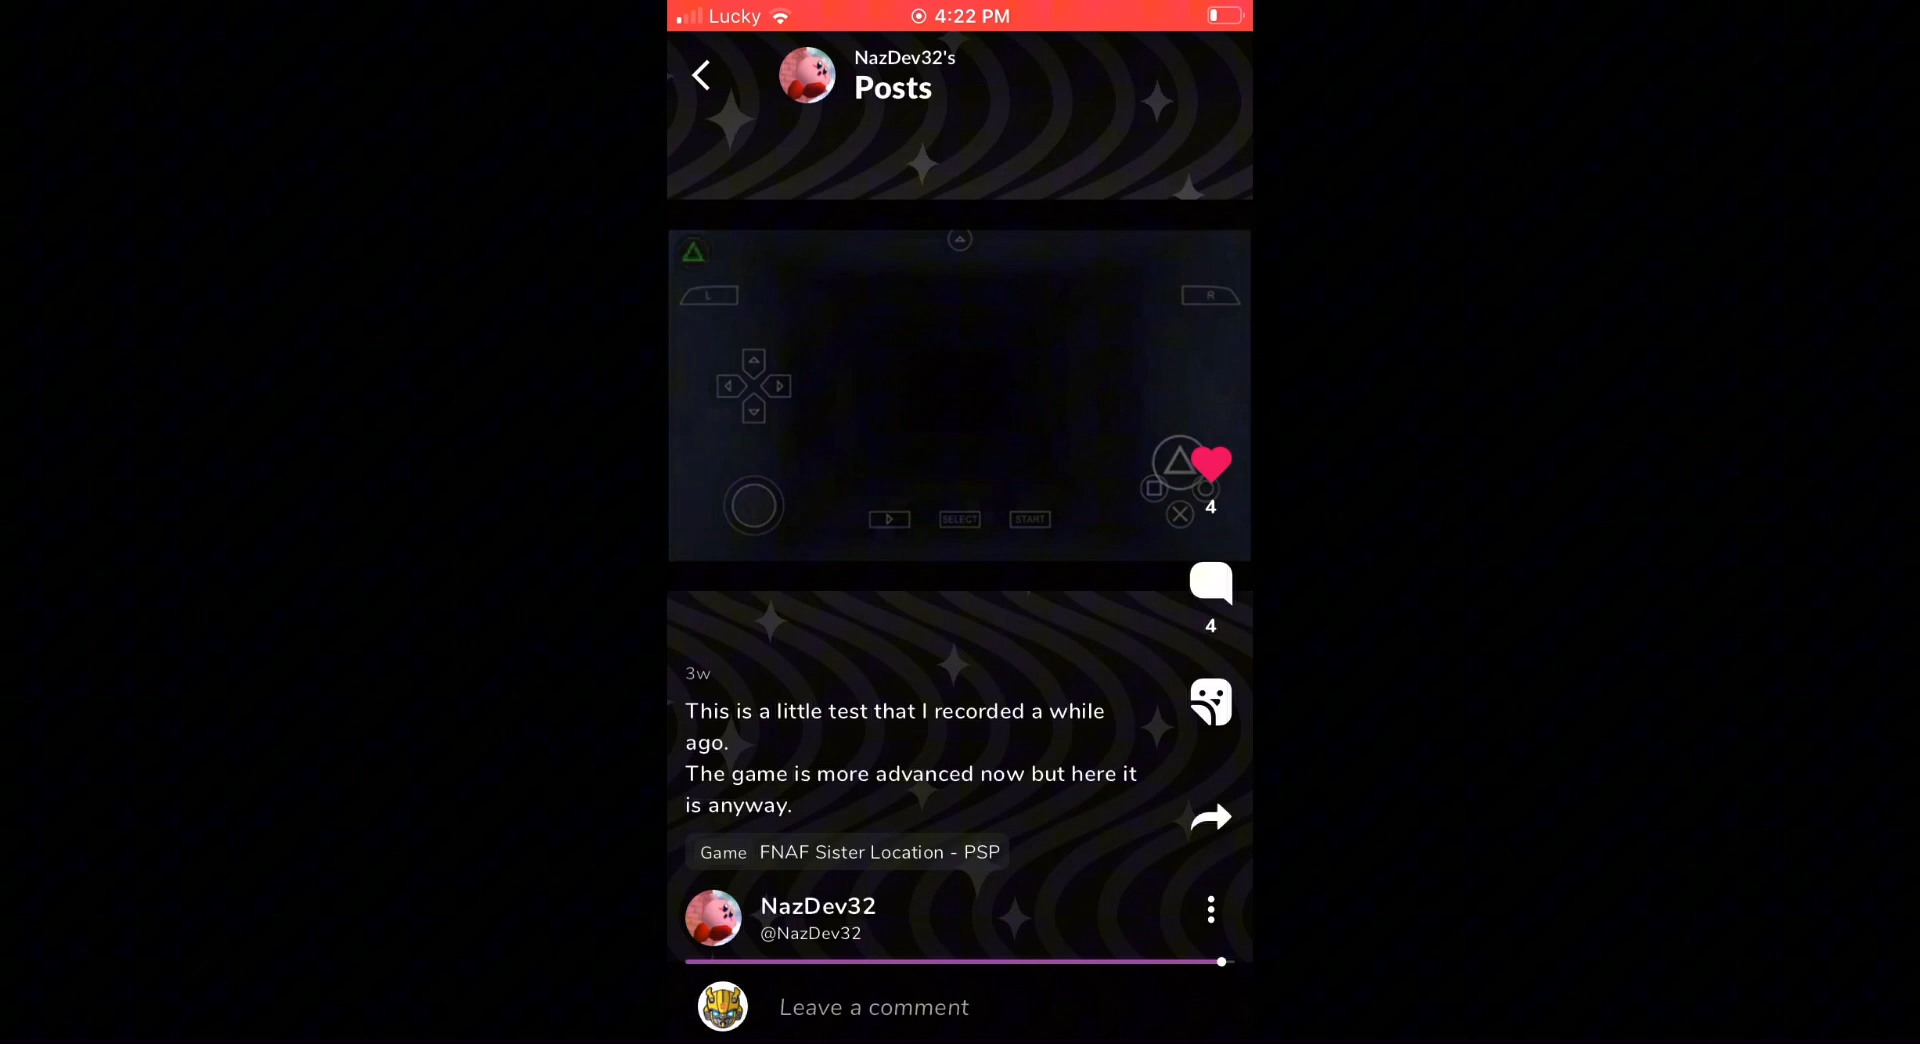 Lucky 4:22 PM
NazDev32's
Posts
L R
SELECT START
4
4
3w
This is a little test that I recorded a while
ago.
The game is more advanced now but here it
is anyway.
Game FNAF Sister Location - PSP
NazDev32
@NazDev32
Leave a comment